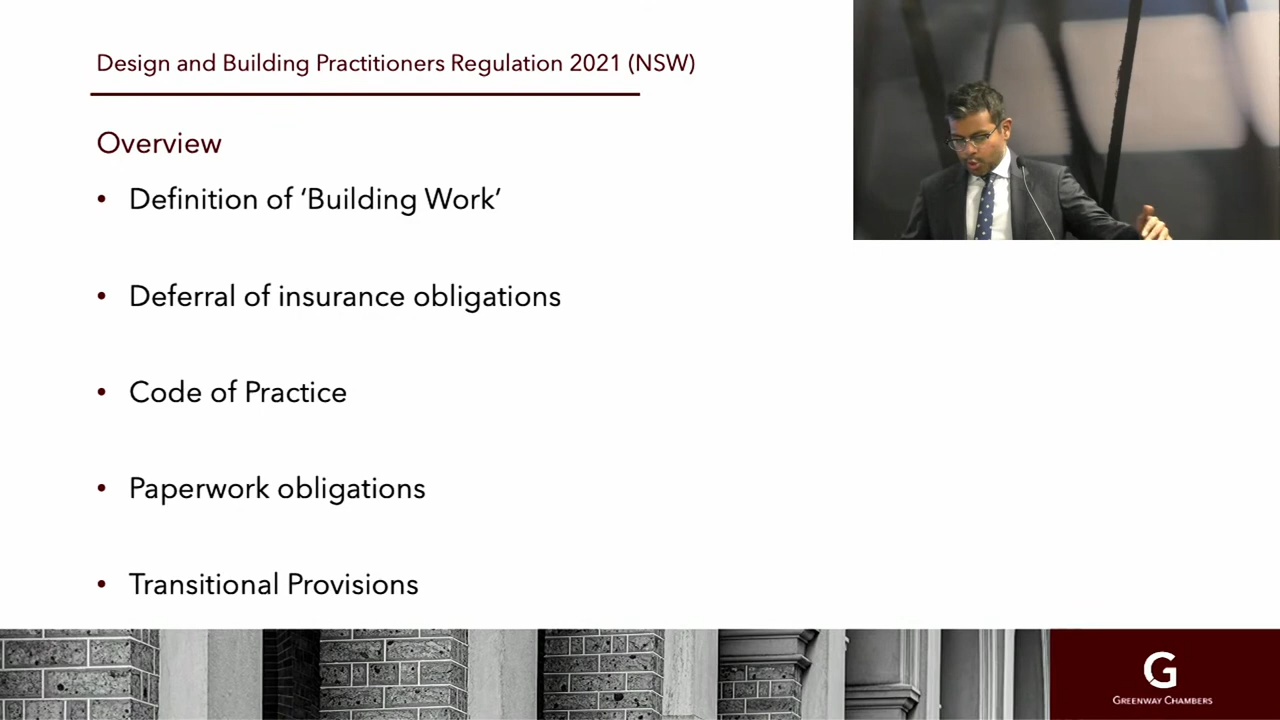 Design and Building Practitioners Regulation 2021 (NSW)
Overview
• Definition of ‘Building Work’
• Deferral of insurance obligations
• Code of Practice
• Paperwork obligations
• Transitional Provisions
G
GREENWAY CHAMBERS